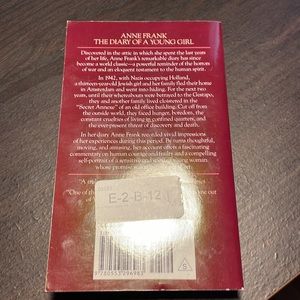 ANNE FRANK
THE DIARY OF A YOUNG GIRL
Discovered in the attic in which she spent the last years
of her life, Anne Frank's remarkable diary has since
become a world classic—a powerful reminder of the horrors
of war and an eloquent testament to the human spirit.
In 1942, with Nazis occupying Holland,
a thirteen-year-old Jewish girl and her family fled their home in
Amsterdam and went into hiding. For the next two
years, until their whereabouts were betrayed to the Gestapo,
they and another family lived cloistered in the
"Secret Annexe" of an old office building. Cut off from
the outside world, they faced hunger, boredom, the
constant cruelties of living in confined quarters, and the
ever-present threat of discovery and death.
In her diary Anne Frank recorded vivid impressions
of her experiences during this period. By turns thoughtful,
moving, and amusing, her account offers a fascinating
commentary on human courage and frailty and a compelling
self-portrait of a sensitive and spirited young
woman whose promise
"A
"One of the
out
E-2-B-12
9 780553 296983
S